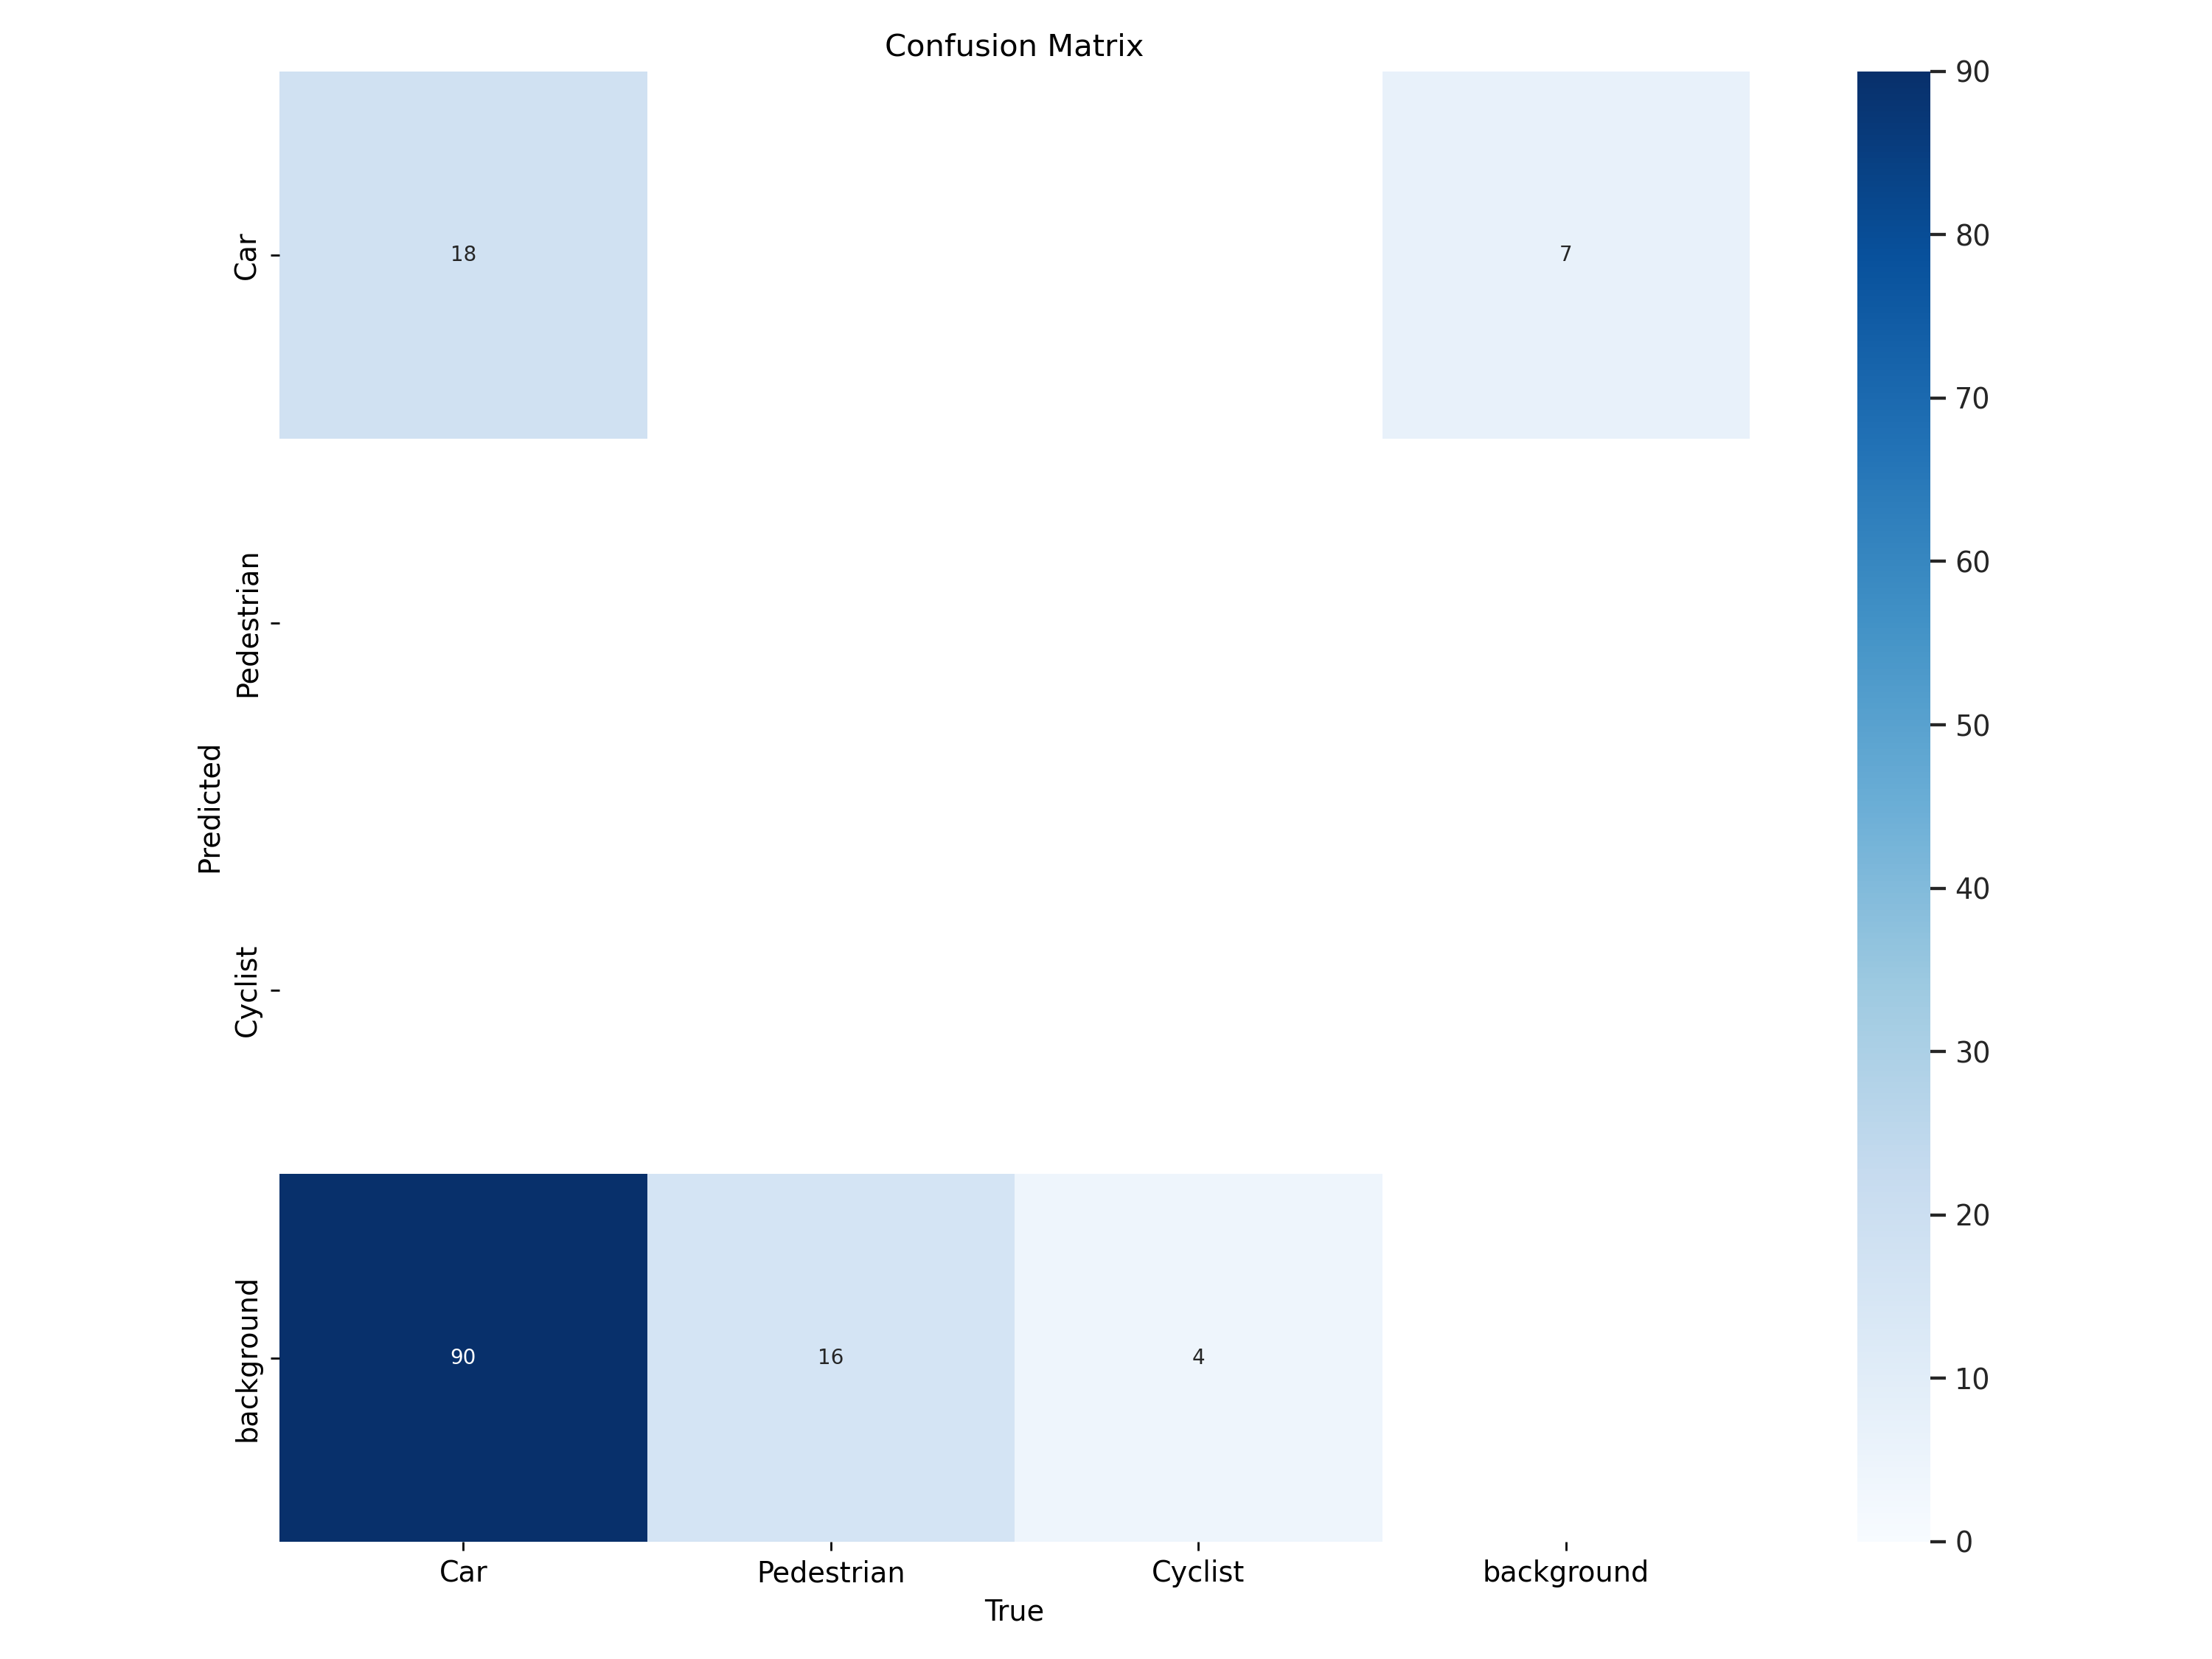 Confusion Matrix
Car
18
7
Pedestrian
Cyclist
background
90
16
4
Predicted
Car
Pedestrian
Cyclist
background
True
90
80
70
60
50
40
30
20
10
0